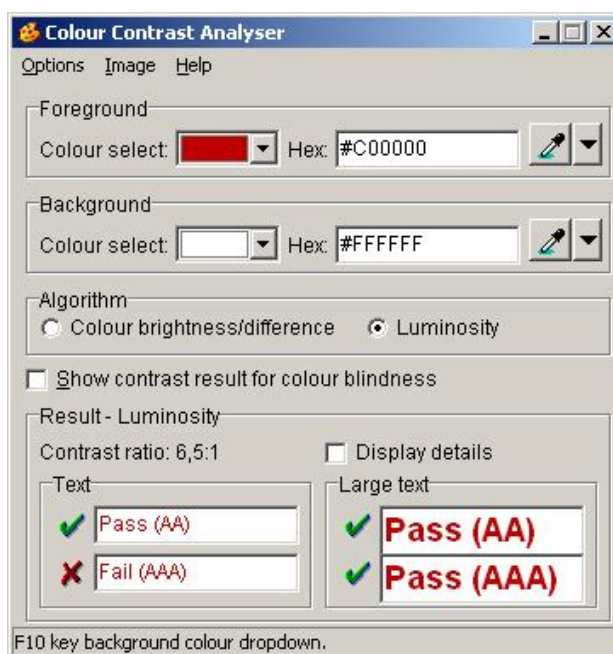 Colour Contrast Analyser
Options Image Help
Foreground
Colour select: Hex: #C00000
Background
Colour select: Hex: #FFFFFF
Algorithm
Colour brightness/difference Luminosity
Show contrast result for colour blindness
Result - Luminosity
Contrast ratio: 6,5:1 Display details
Text Large text
Pass (AA) Pass (AA)
Fail (AAA) Pass (AAA)
F10 key background colour dropdown.